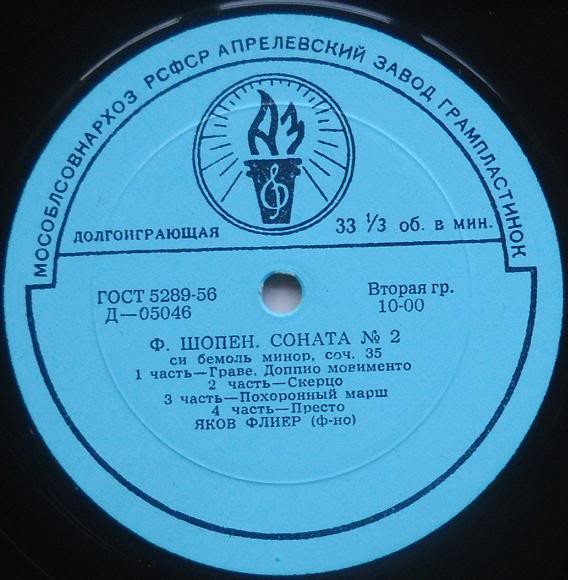 МОСОБЛСОВНАРХОЗ РСФСР АПРЕЛЕВСКИЙ ЗАВОД ГРАМПЛАСТИНОК
АЗ
ДОЛГОИГРАЮЩАЯ
33 1/3 об. в мин.
ГОСТ 5289-56
Д—05046
Вторая гр.
10-00
Ф. ШОПЕН. СОНАТА № 2
си бемоль минор, соч. 35
1 часть—Граве. Доппио мовименто
2 часть—Скерцо
3 часть—Похоронный марш
4 часть—Престо
ЯКОВ ФЛИЕР (ф-но)